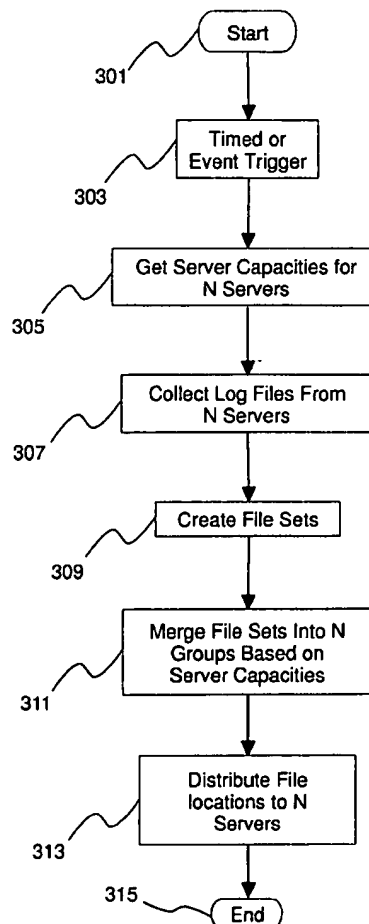 Start
301
Timed or
Event Trigger
303
Get Server Capacities for
N Servers
305
Collect Log Files From
N Servers
307
Create File Sets
309
Merge File Sets Into N
Groups Based on
Server Capacities
311
Distribute File
locations to N
Servers
313
315
End